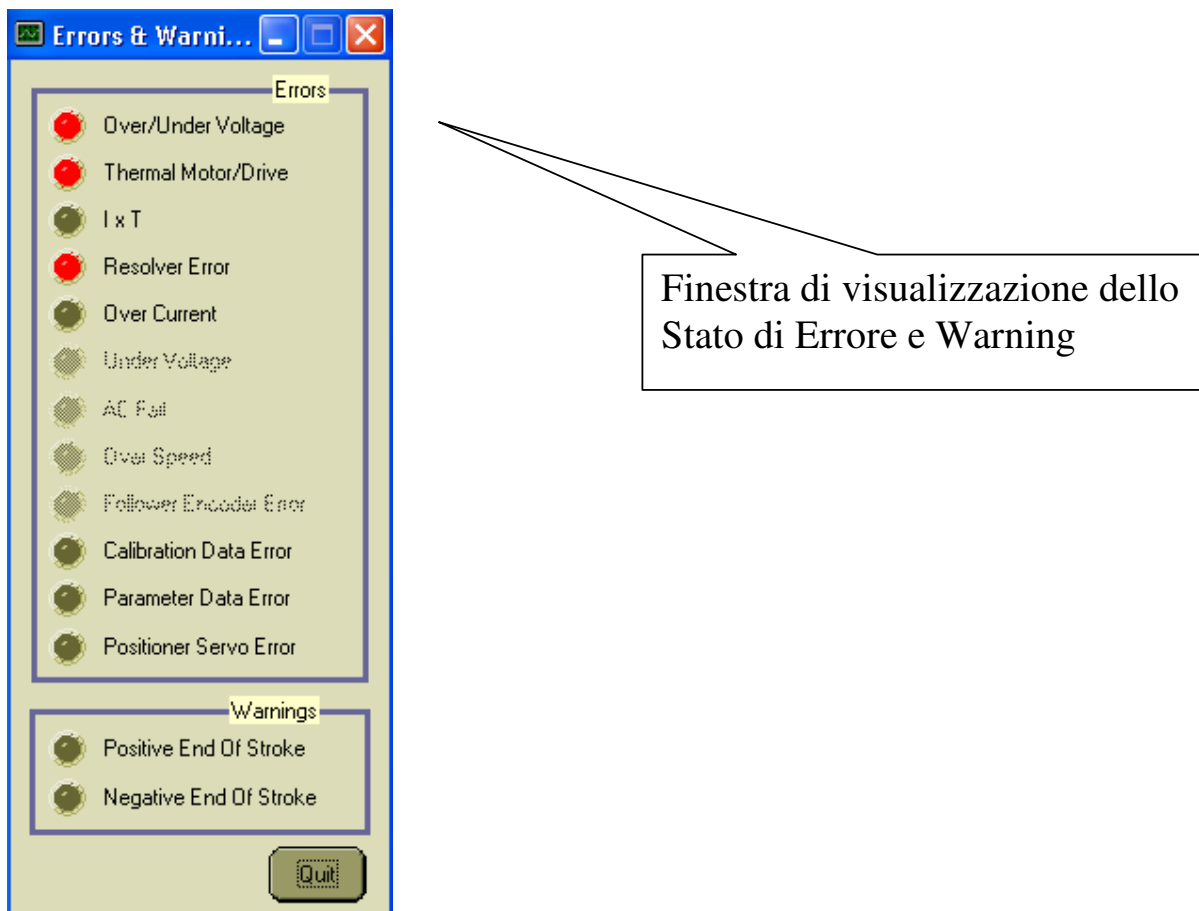 Errors & Warni...
Errors
Over/Under Voltage
Thermal Motor/Drive
I x T
Resolver Error
Over Current
Under Voltage
AC Fail
Over Speed
Follower Encoder Error
Calibration Data Error
Parameter Data Error
Positioner Servo Error
Warnings
Positive End Of Stroke
Negative End Of Stroke
Quit
Finestra di visualizzazione dello
Stato di Errore e Warning